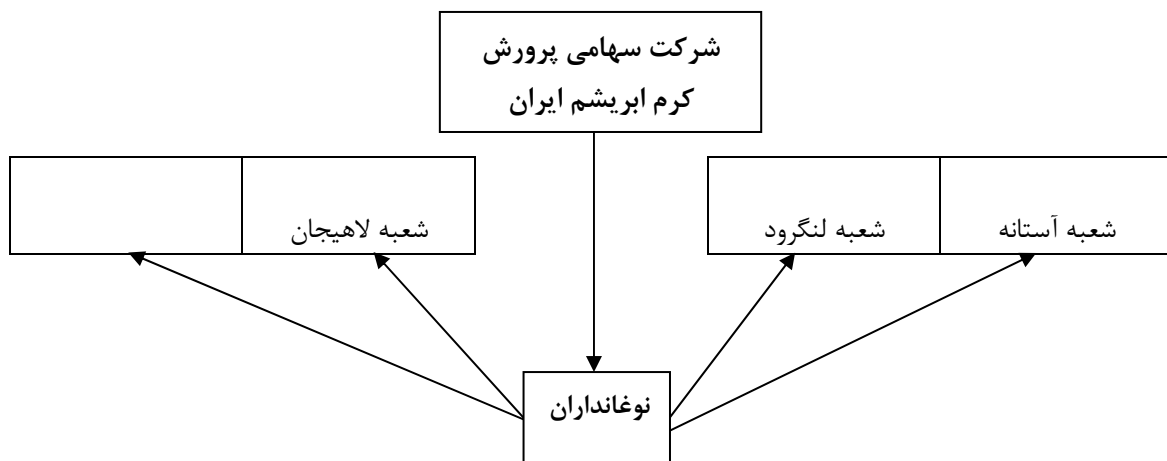 شرکت سهامی پرورش
کرم ابریشم ایران
شعبه آستانه
شعبه لنگرود
شعبه لاهیجان
نوغانداران